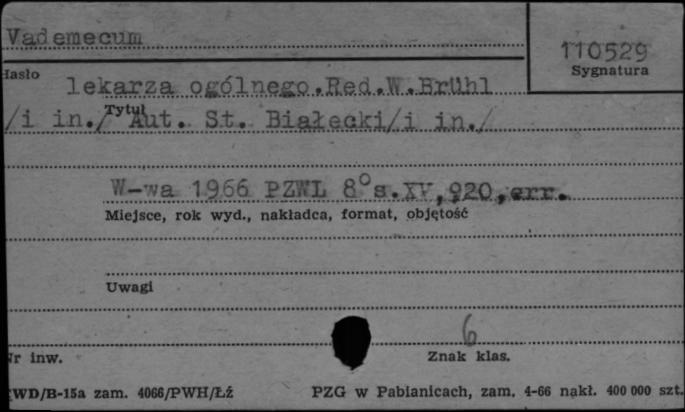 Vademecum
110529
Sygnatura
Hasło
lekarza ogólnego.Red.W.Brühl
/i in./
Tytuł
Aut. St. Białecki/i in./
W-wa 1966 PZWL 8°s.XV,920,err.
Miejsce, rok wyd., nakładca, format, objętość
Uwagi
6
Nr inw.
Znak klas.
WD/B-15a zam. 4066/PWH/Łź
PZG w Pabianicach, zam. 4-66 nakł. 400 000 szt.